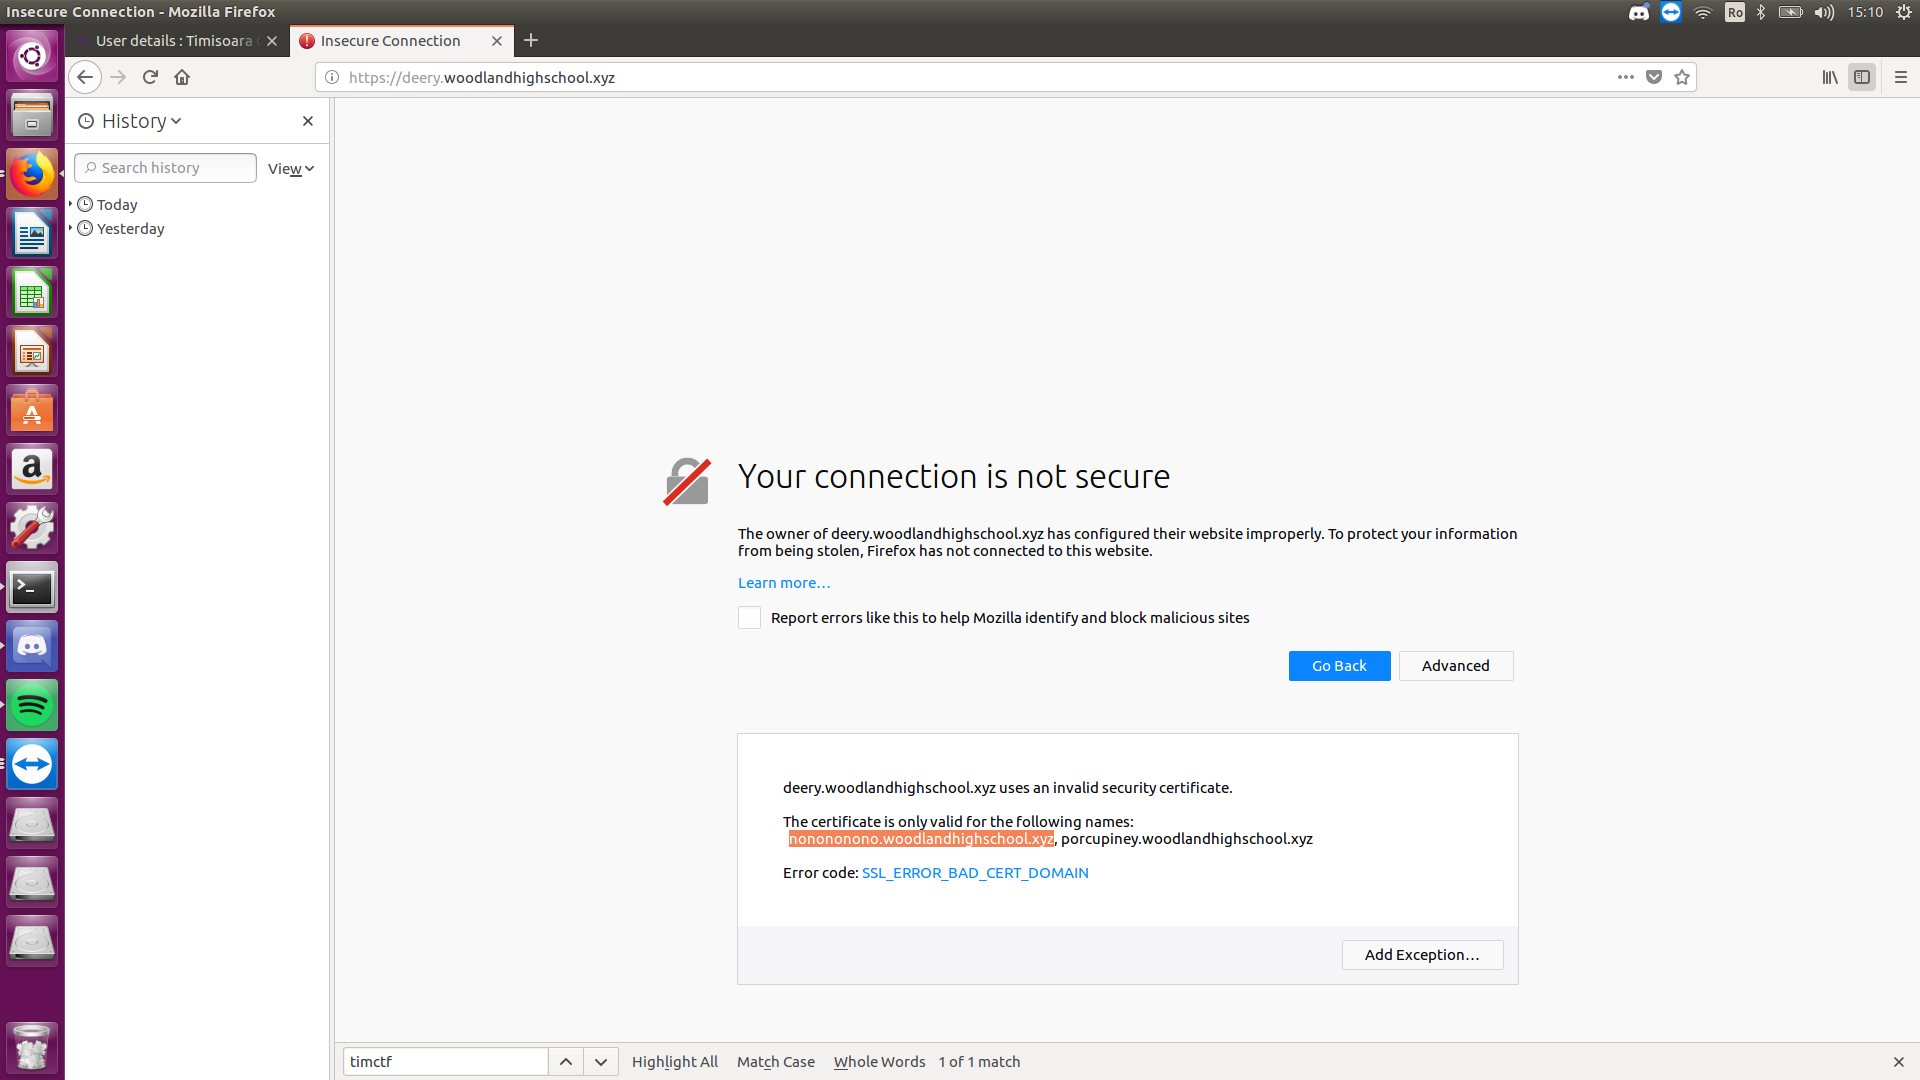 Insecure Connection - Mozilla Firefox
Ro
15:10
User details : Timisoara
Insecure Connection
https://deery.woodlandhighschool.xyz
History
Search history
View
Today
Yesterday
Your connection is not secure
The owner of deery.woodlandhighschool.xyz has configured their website improperly. To protect your information
from being stolen, Firefox has not connected to this website.
Learn more…
Report errors like this to help Mozilla identify and block malicious sites
Go Back
Advanced
deery.woodlandhighschool.xyz uses an invalid security certificate.
The certificate is only valid for the following names:
nonononono.woodlandhighschool.xyz, porcupiney.woodlandhighschool.xyz
Error code: SSL_ERROR_BAD_CERT_DOMAIN
Add Exception…
timctf
Highlight All
Match Case
Whole Words
1 of 1 match